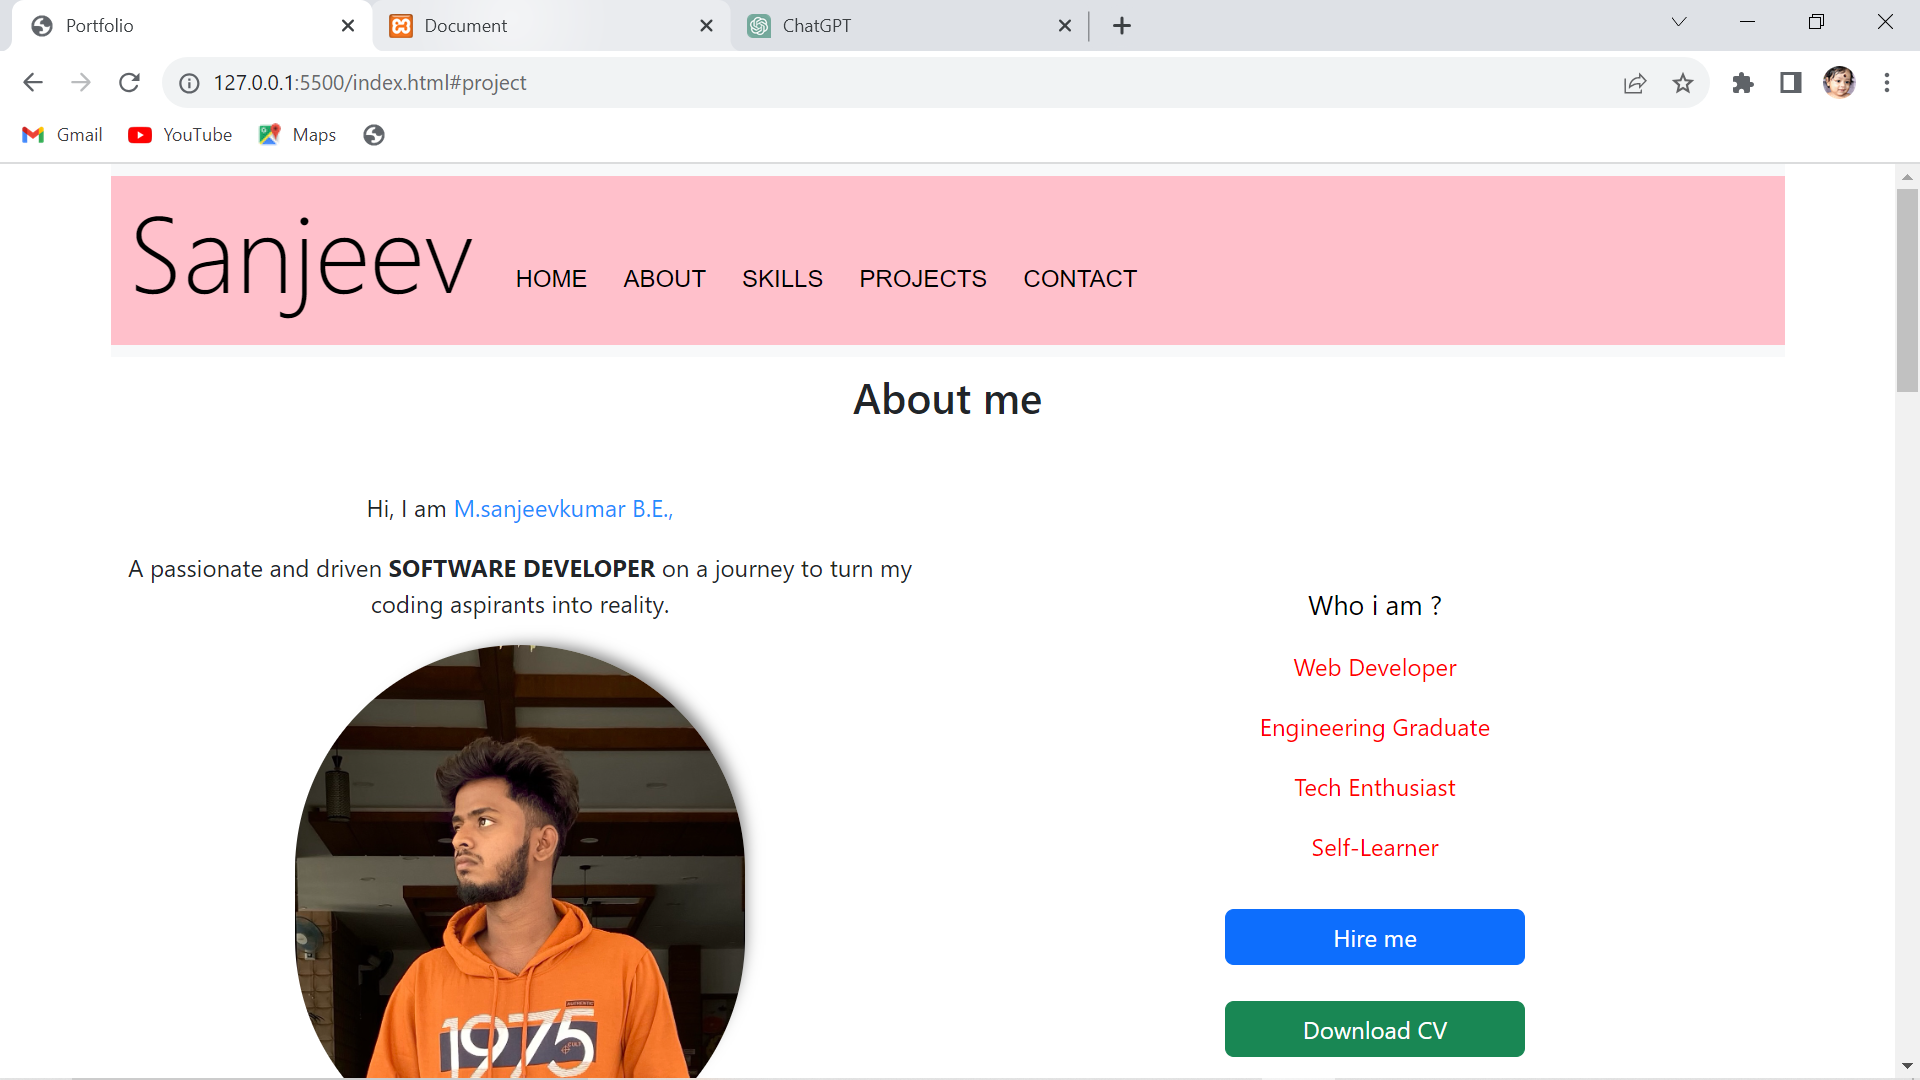 Portfolio
Document
ChatGPT
127.0.0.1:5500/index.html#project
Gmail
YouTube
Maps
Sanjeev
HOME ABOUT SKILLS PROJECTS CONTACT
About me
Hi, I am M.sanjeevkumar B.E.,
A passionate and driven SOFTWARE DEVELOPER on a journey to turn my
coding aspirants into reality.
1975
Who i am ?
Web Developer
Engineering Graduate
Tech Enthusiast
Self-Learner
Hire me
Download CV